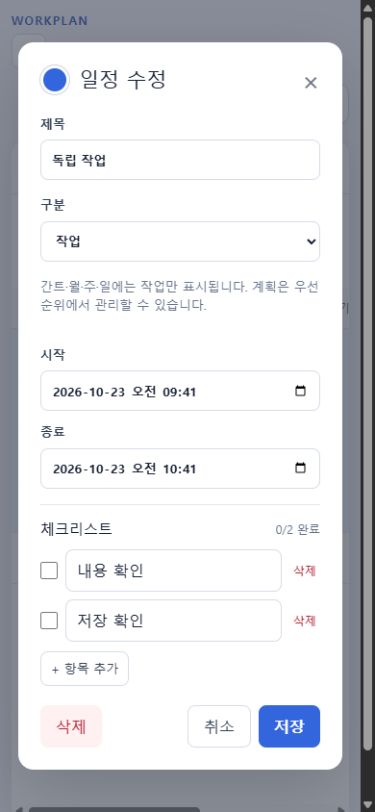 WORKPLAN
일정 수정
×
제목
독립 작업
구분
작업
간트·월·주·일에는 작업만 표시됩니다. 계획은 우선
순위에서 관리할 수 있습니다.
시작
2026-10-23 오전 09:41
종료
2026-10-23 오전 10:41
체크리스트 0/2 완료
내용 확인 삭제
저장 확인 삭제
+ 항목 추가
삭제 취소 저장